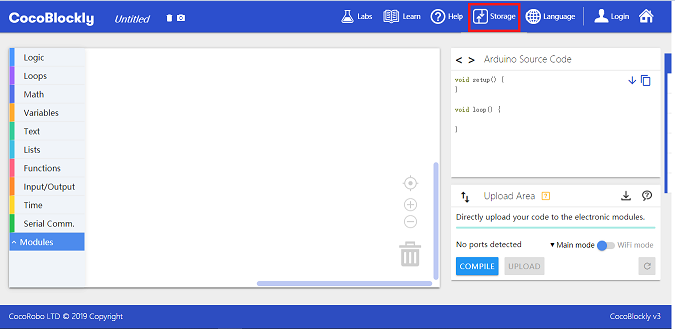 CocoBlockly Untitled Labs Learn Help Storage Language Login
Logic
Loops
Math
Variables
Text
Lists
Functions
Input/Output
Time
Serial Comm.
Modules
< > Arduino Source Code
void setup() {
}
void loop() {
}
Upload Area ?
Directly upload your code to the electronic modules.
No ports detected Main mode WiFi mode
COMPILE UPLOAD
CocoRobo LTD © 2019 Copyright CocoBlockly v3